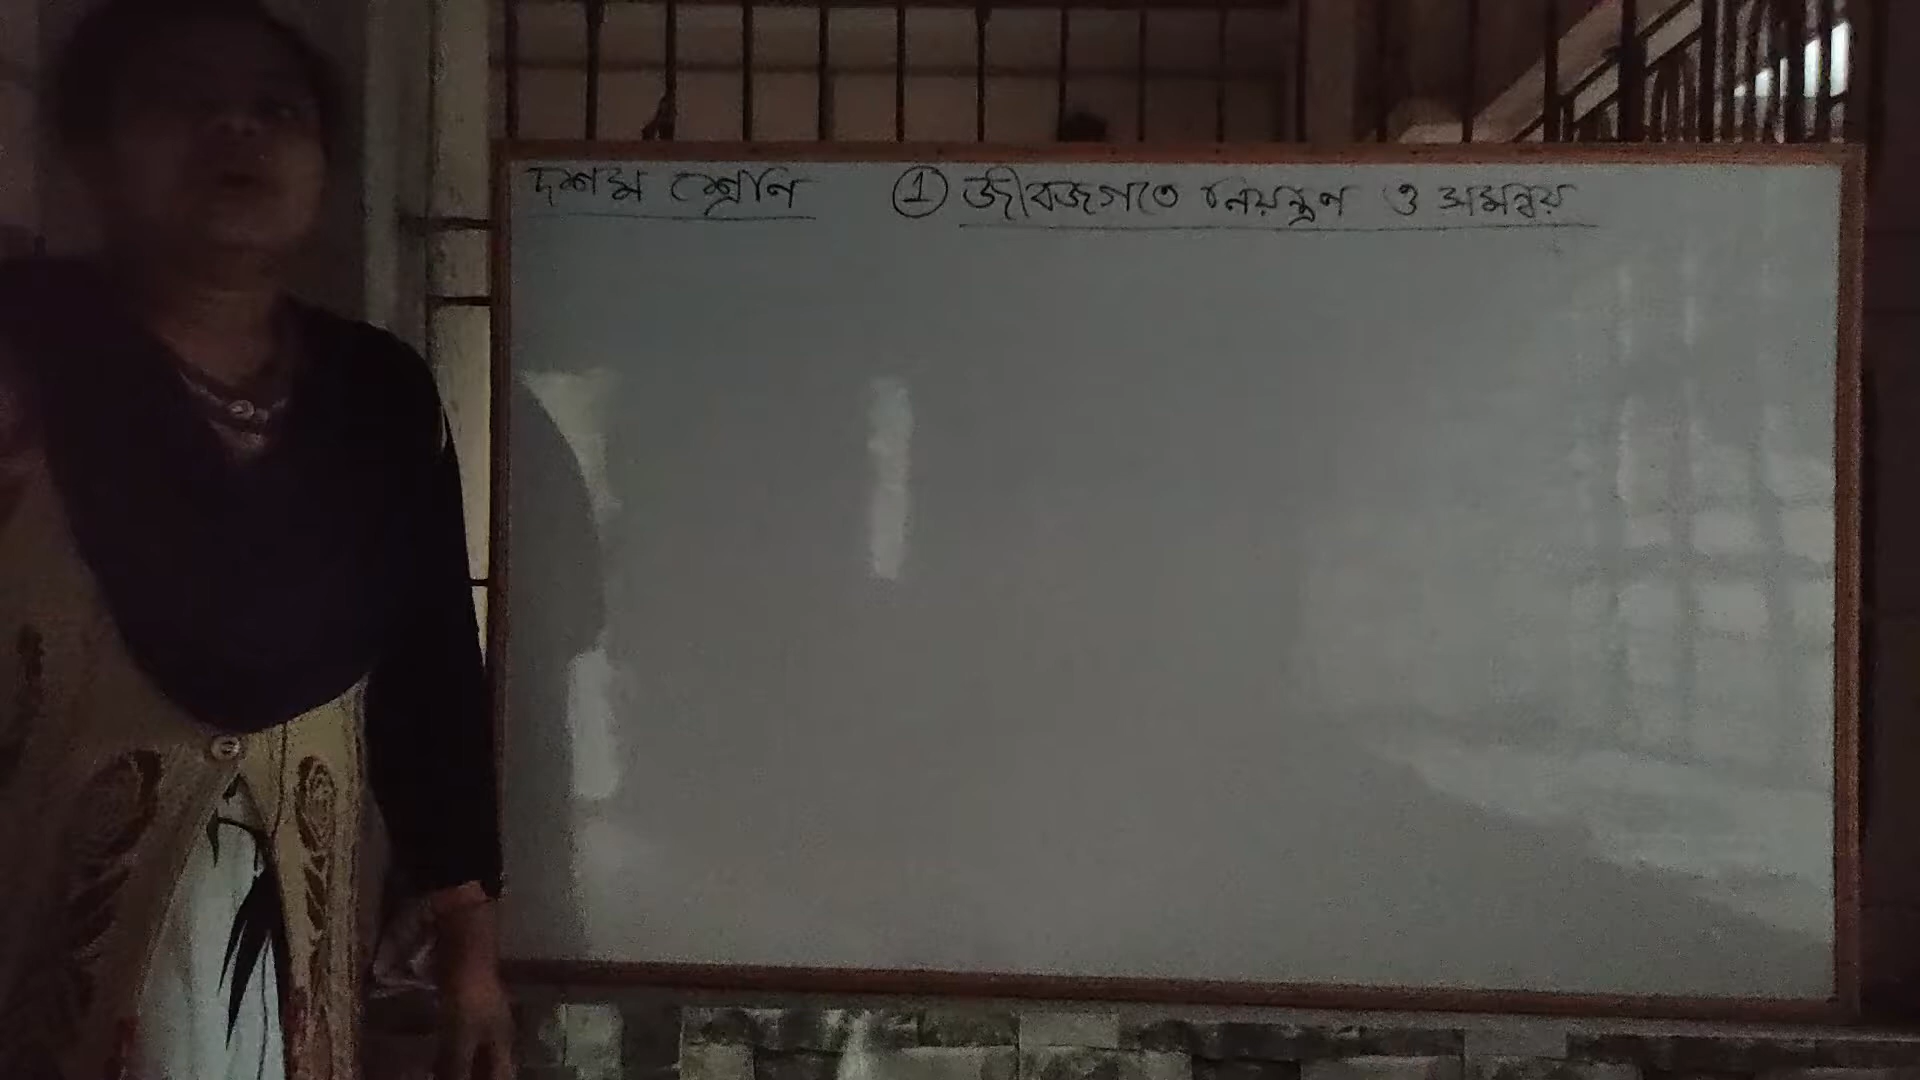 দশম শ্রেণি ① জীবজগতে নিয়ন্ত্রণ ও সমন্বয়